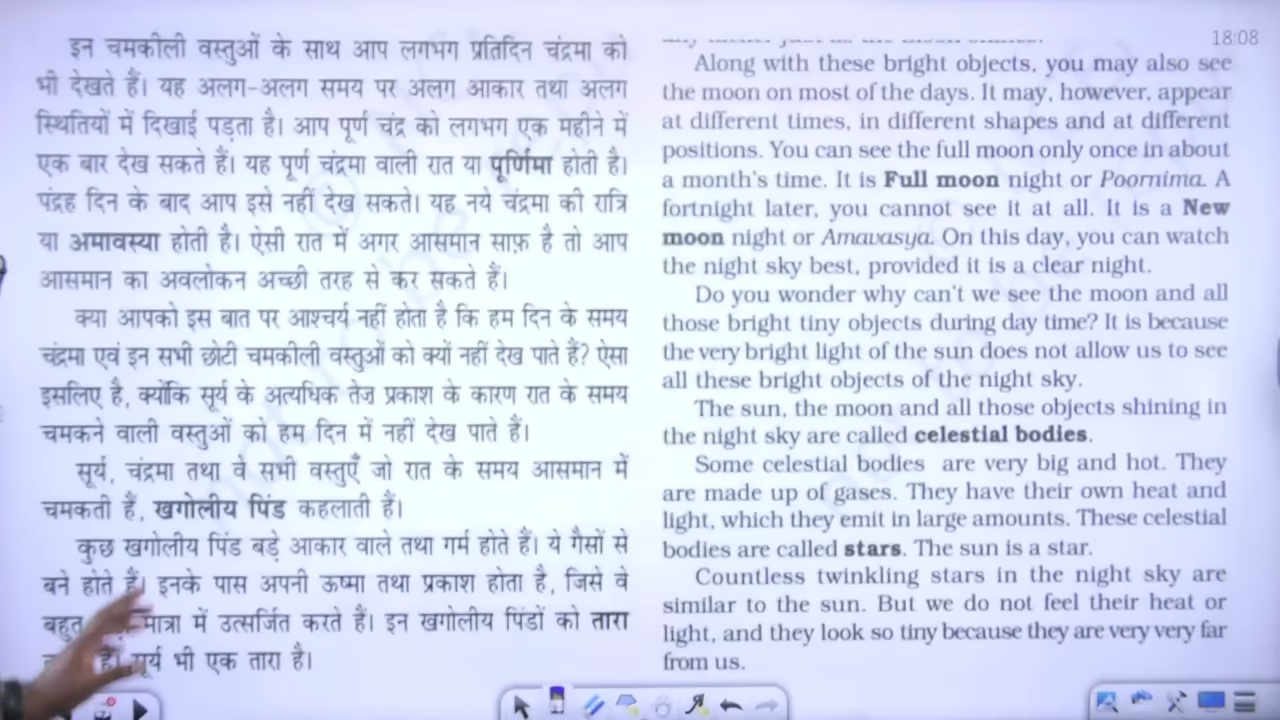 इन चमकीली वस्तुओं के साथ आप लगभग प्रतिदिन चंद्रमा को
भी देखते हैं। यह अलग-अलग समय पर अलग आकार तथा अलग
स्थितियों में दिखाई पड़ता है। आप पूर्ण चंद्र को लगभग एक महीने में
एक बार देख सकते हैं। यह पूर्ण चंद्रमा वाली रात या पूर्णिमा होती है।
पंद्रह दिन के बाद आप इसे नहीं देख सकते। यह नये चंद्रमा की रात्रि
या अमावस्या होती है। ऐसी रात में अगर आसमान साफ़ है तो आप
आसमान का अवलोकन अच्छी तरह से कर सकते हैं।
क्या आपको इस बात पर आश्चर्य नहीं होता है कि हम दिन के समय
चंद्रमा एवं इन सभी छोटी चमकीली वस्तुओं को क्यों नहीं देख पाते हैं? ऐसा
इसलिए है, क्योंकि सूर्य के अत्यधिक तेज़ प्रकाश के कारण रात के समय
चमकने वाली वस्तुओं को हम दिन में नहीं देख पाते हैं।
सूर्य, चंद्रमा तथा वे सभी वस्तुएँ जो रात के समय आसमान में
चमकती हैं, खगोलीय पिंड कहलाती हैं।
कुछ खगोलीय पिंड बड़े आकार वाले तथा गर्म होते हैं। ये गैसों से
बने होते हैं। इनके पास अपनी ऊष्मा तथा प्रकाश होता है, जिसे वे
बहुत मात्रा में उत्सर्जित करते हैं। इन खगोलीय पिंडों को तारा
हैं। सूर्य भी एक तारा है।
18:08
Along with these bright objects, you may also see
the moon on most of the days. It may, however, appear
at different times, in different shapes and at different
positions. You can see the full moon only once in about
a month's time. It is Full moon night or Poornima. A
fortnight later, you cannot see it at all. It is a New
moon night or Amavasya. On this day, you can watch
the night sky best, provided it is a clear night.
Do you wonder why can't we see the moon and all
those bright tiny objects during day time? It is because
the very bright light of the sun does not allow us to see
all these bright objects of the night sky.
The sun, the moon and all those objects shining in
the night sky are called celestial bodies.
Some celestial bodies are very big and hot. They
are made up of gases. They have their own heat and
light, which they emit in large amounts. These celestial
bodies are called stars. The sun is a star.
Countless twinkling stars in the night sky are
similar to the sun. But we do not feel their heat or
light, and they look so tiny because they are very very far
from us.